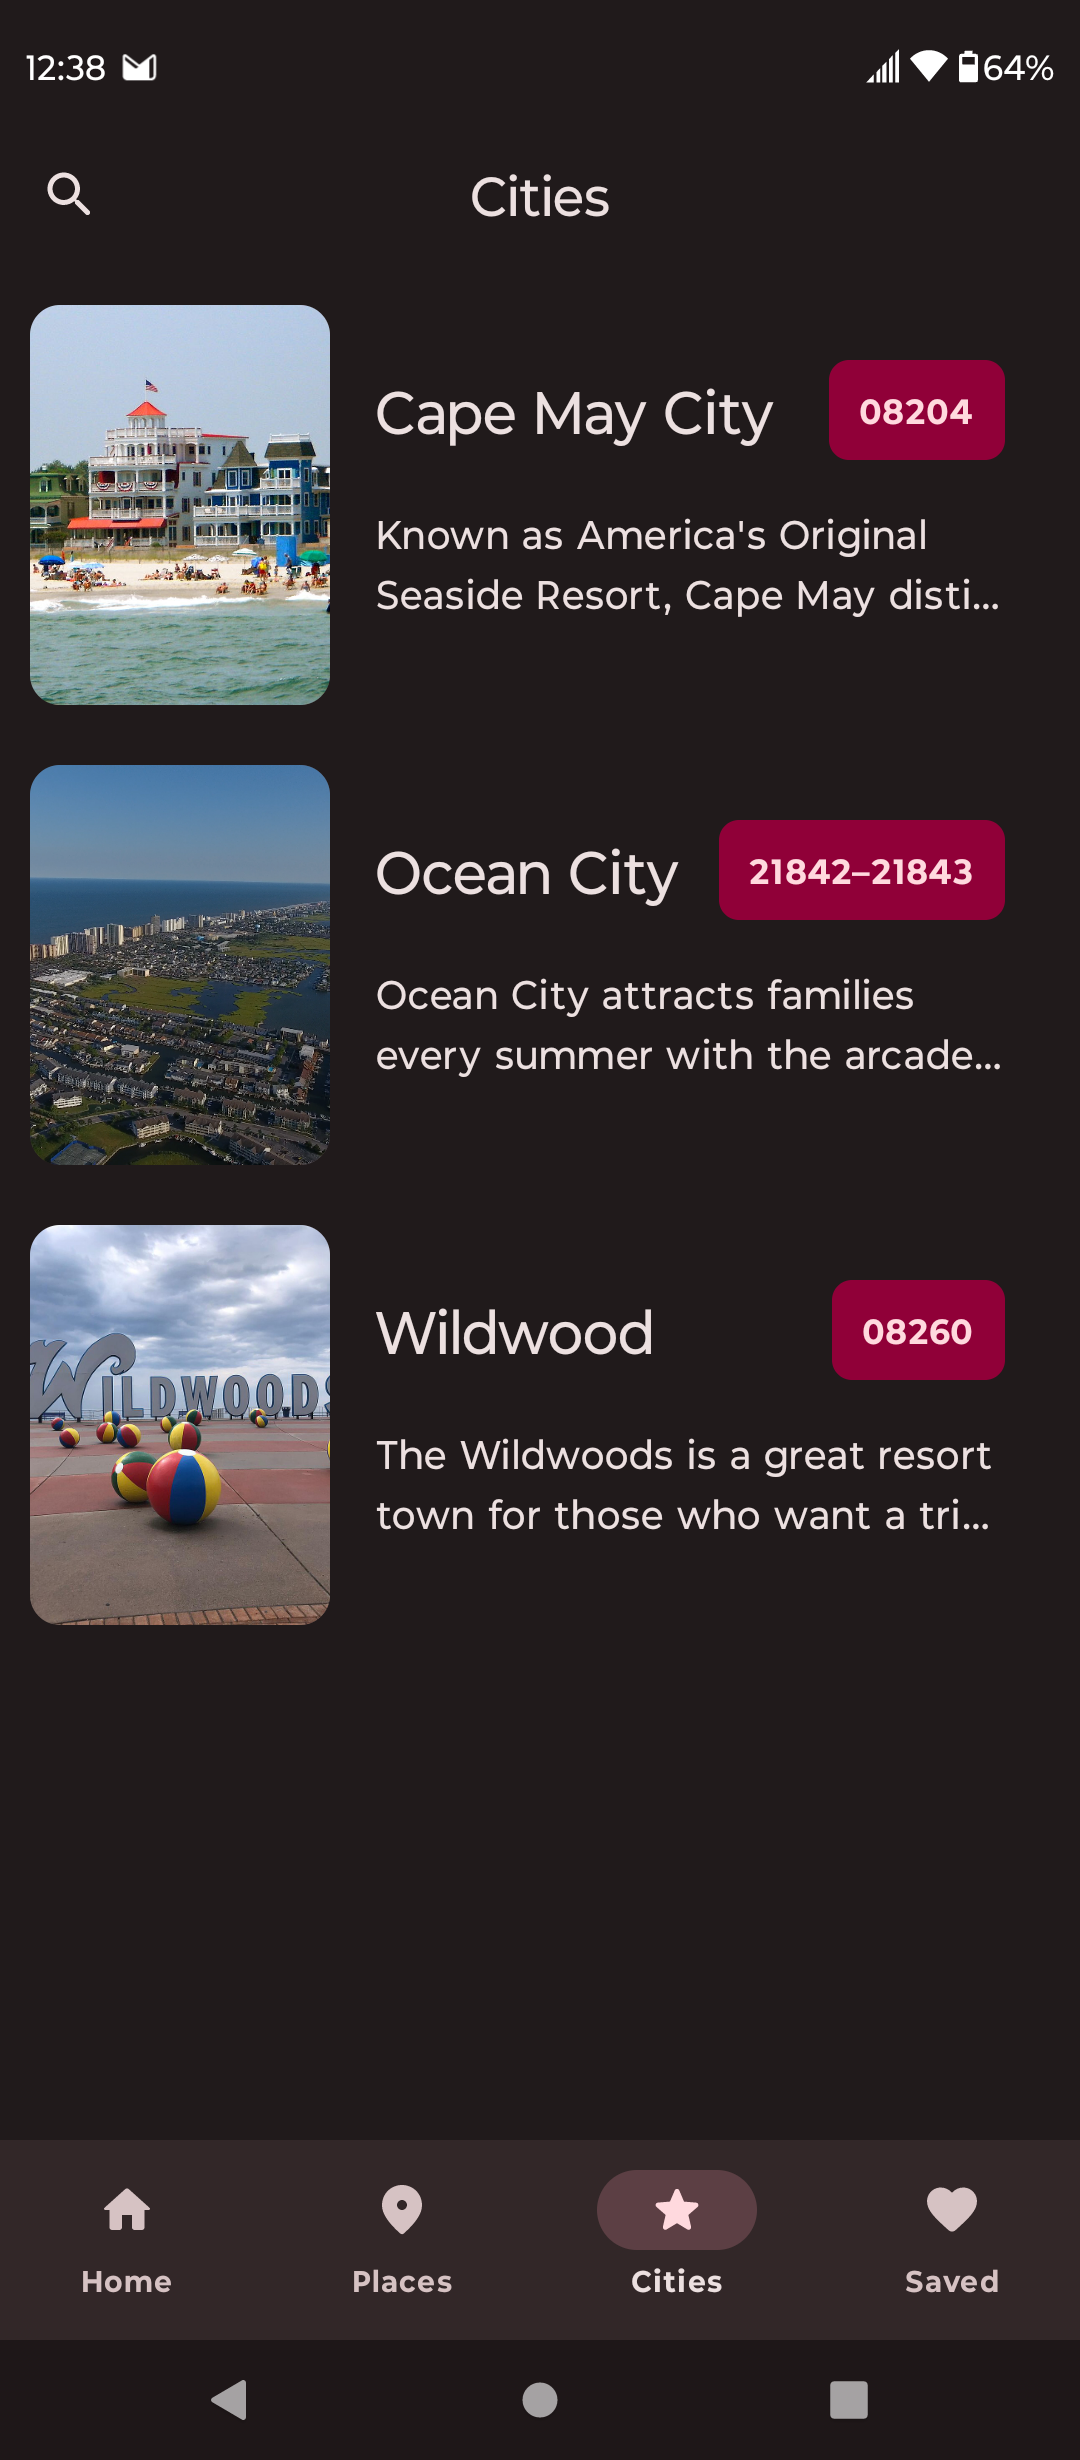 12:38
64%
Cities
Cape May City
08204
Known as America's Original
Seaside Resort, Cape May disti...
Ocean City
21842–21843
Ocean City attracts families
every summer with the arcade...
WILDWOODS
Wildwood
08260
The Wildwoods is a great resort
town for those who want a tri...
Home
Places
Cities
Saved